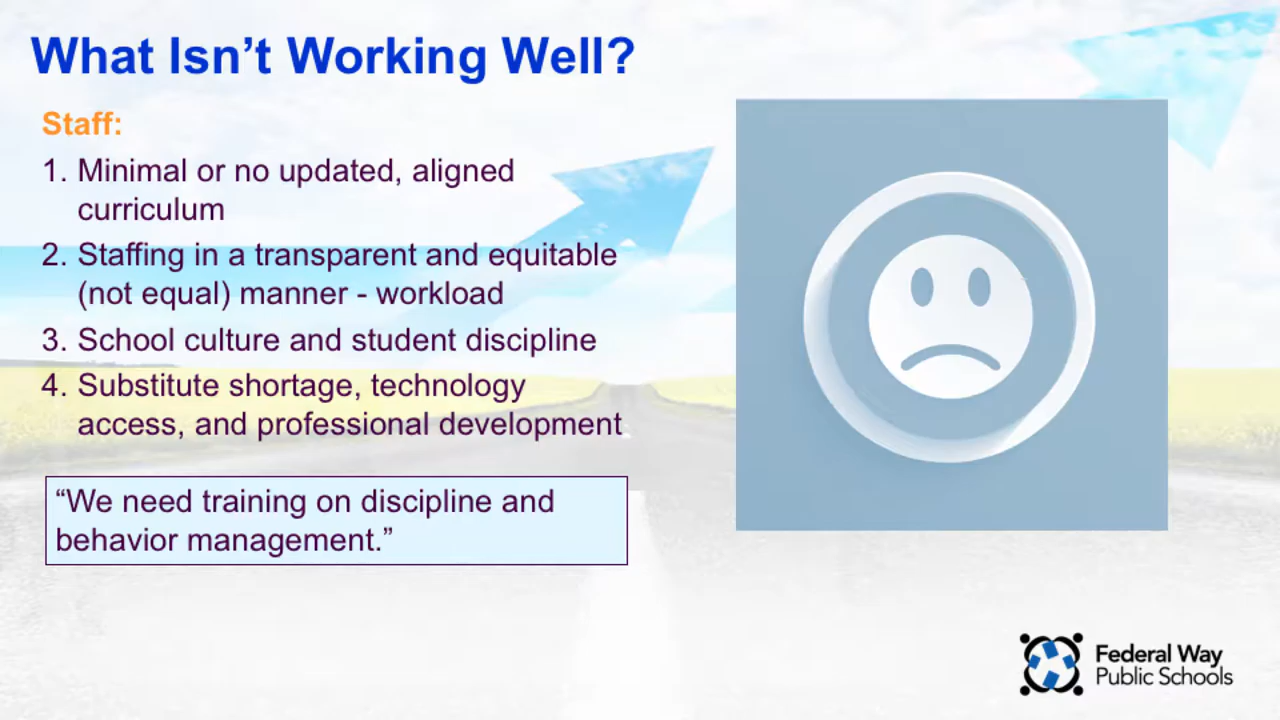 What Isn’t Working Well?
Staff:
1. Minimal or no updated, aligned
curriculum
2. Staffing in a transparent and equitable
(not equal) manner - workload
3. School culture and student discipline
4. Substitute shortage, technology
access, and professional development
“We need training on discipline and
behavior management.”
Federal Way
Public Schools